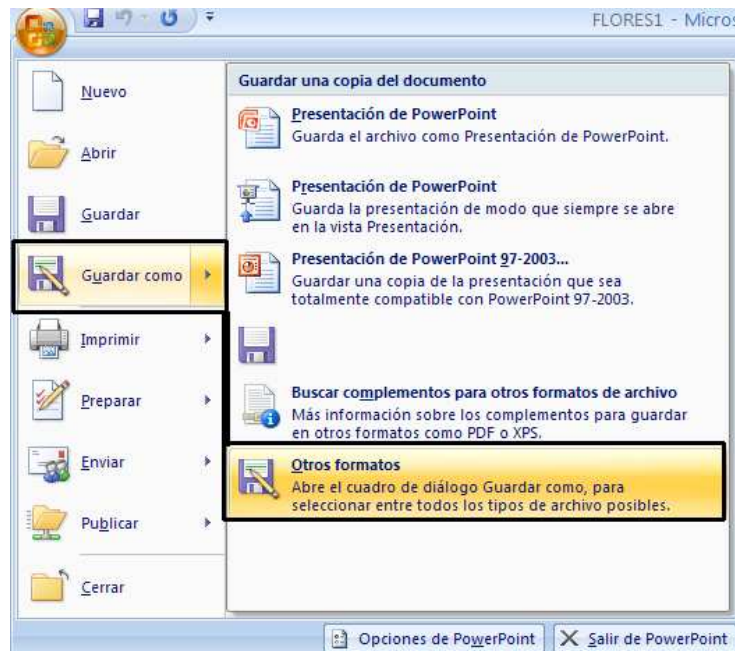 FLORES1 - Micros
Nuevo
Abrir
Guardar
Guardar como
Imprimir
Preparar
Enviar
Publicar
Cerrar
Guardar una copia del documento
Presentación de PowerPoint
Guarda el archivo como Presentación de PowerPoint.
Presentación de PowerPoint
Guarda la presentación de modo que siempre se abre
en la vista Presentación.
Presentación de PowerPoint 97-2003...
Guardar una copia de la presentación que sea
totalmente compatible con PowerPoint 97-2003.
Buscar complementos para otros formatos de archivo
Más información sobre los complementos para guardar
en otros formatos como PDF o XPS.
Otros formatos
Abre el cuadro de diálogo Guardar como, para
seleccionar entre todos los tipos de archivo posibles.
Opciones de PowerPoint
Salir de PowerPoint